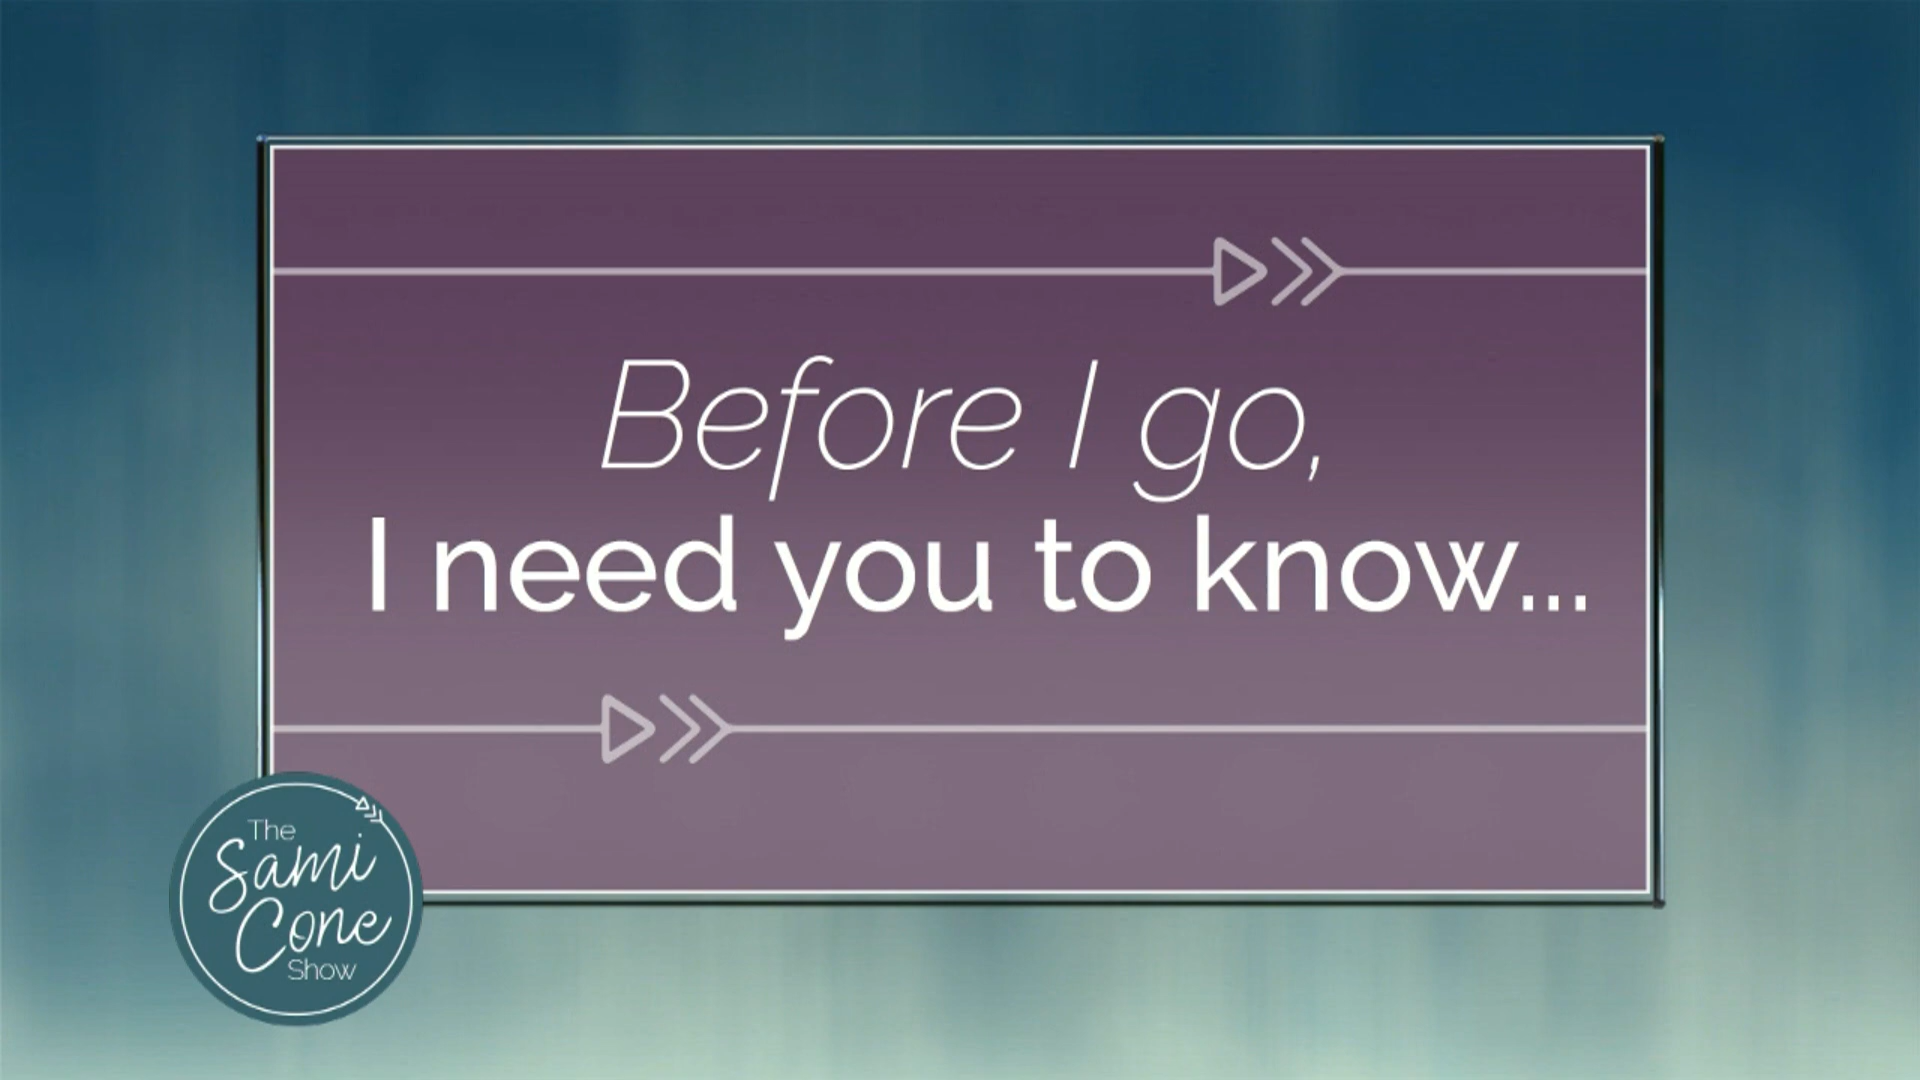 Before I go,
I need you to know...
The
Sami
Cone
Show